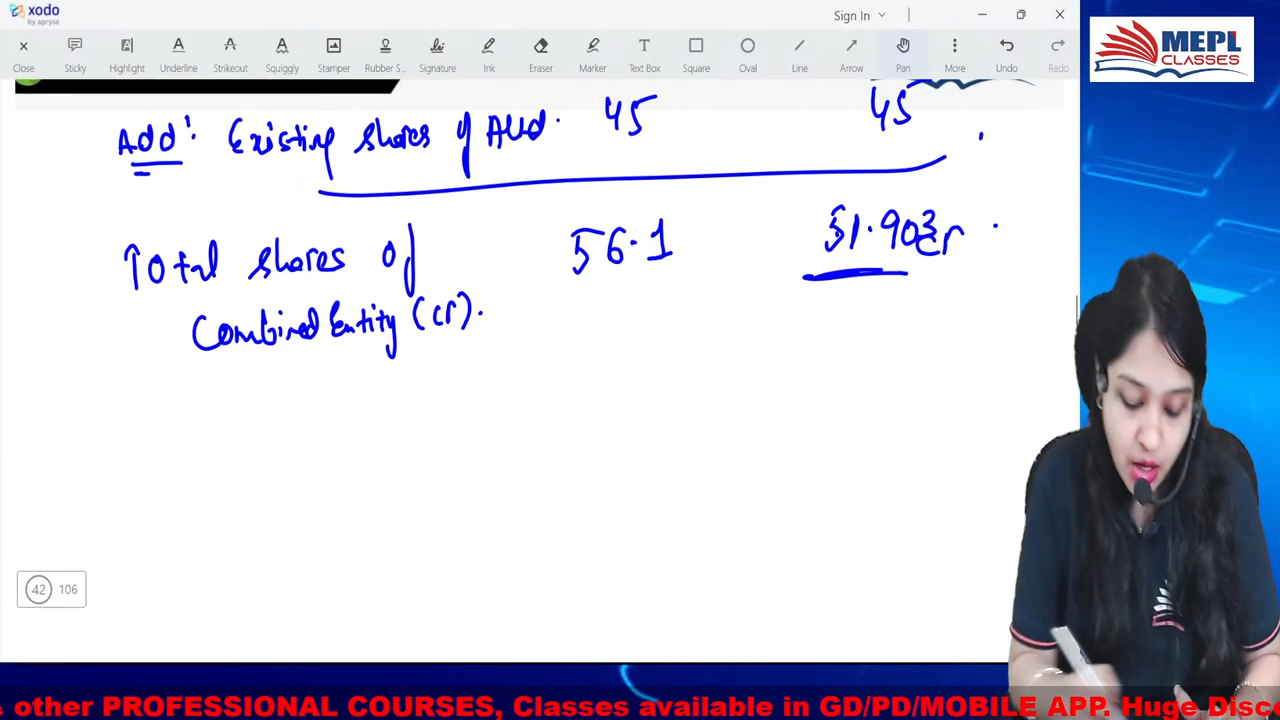 xodo
by apryse
Sign In
Close Sticky Highlight Underline Strikeout Squiggly Stamper Rubber S... Signature Eraser Marker Text Box Square Oval Line Arrow Pan More Undo Redo
MEPL
CLASSES
Add: Existing shares of AUD. 45 45
Total shares of 56.1 51.903cr
Combined Entity (cr).
42 106
s other PROFESSIONAL COURSES, Classes available in GD/PD/MOBILE APP. Huge Disc